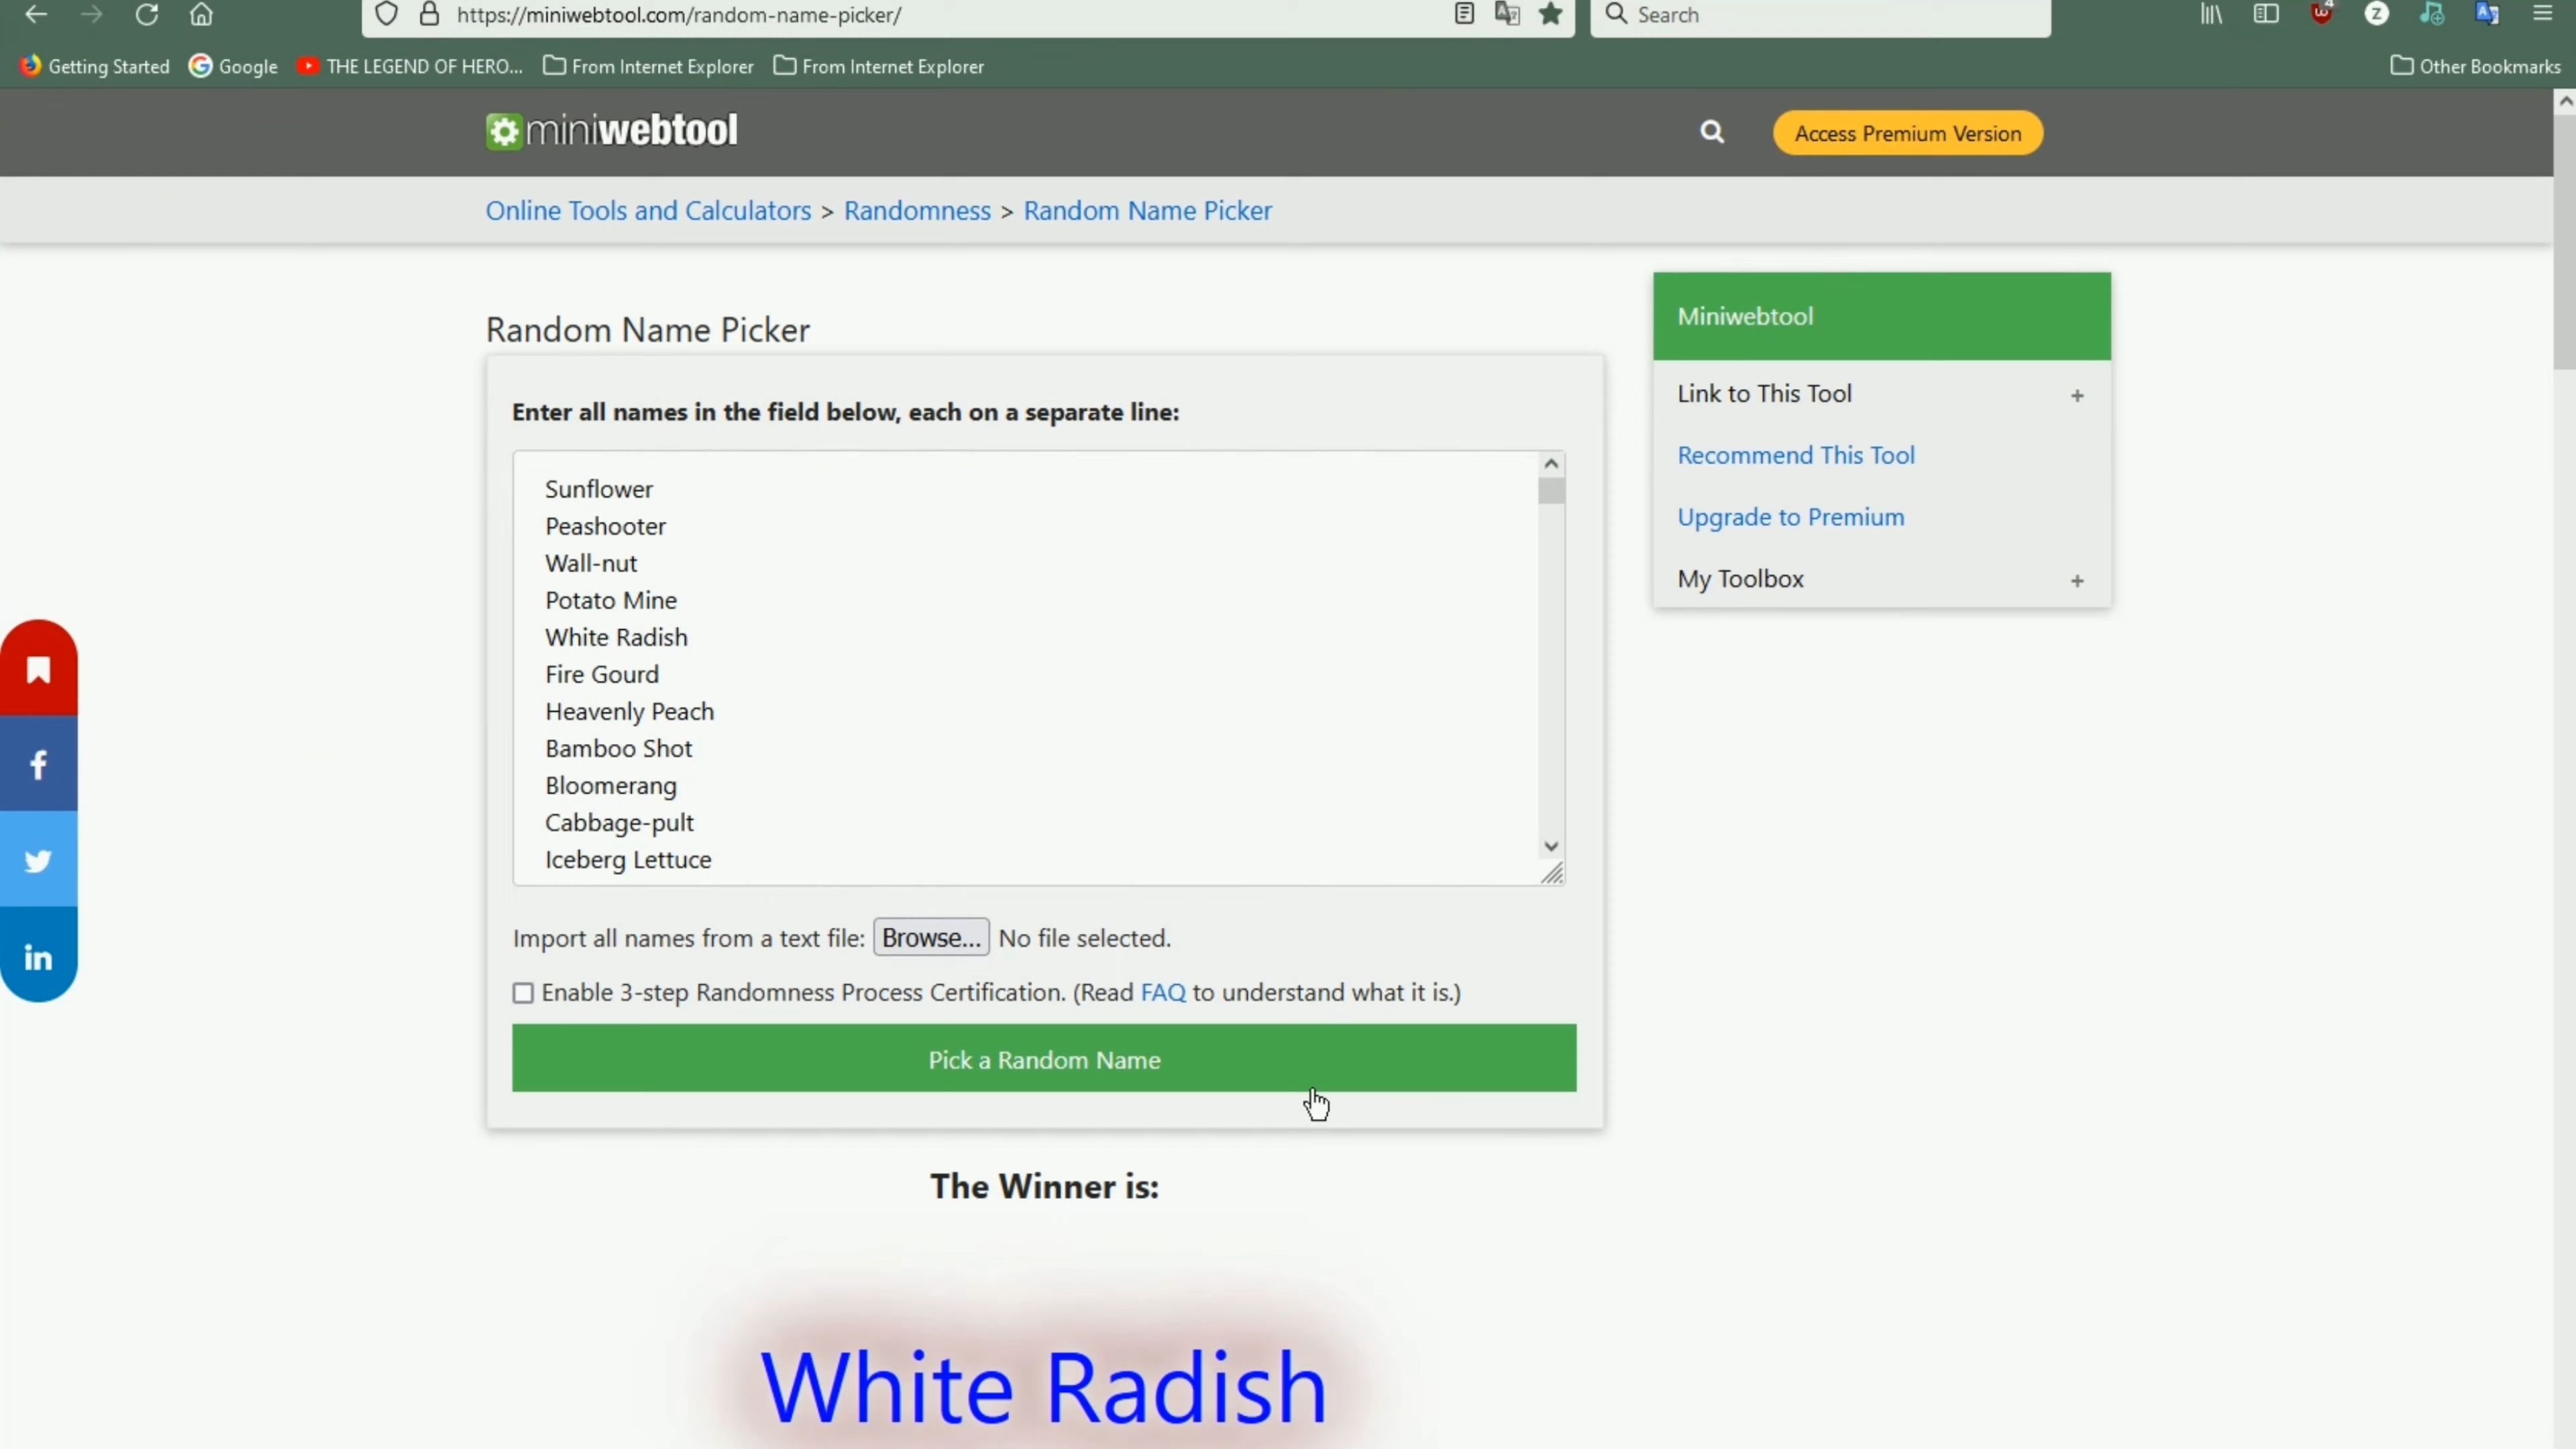 https://miniwebtool.com/random-name-picker/
Search
Getting Started
Google
THE LEGEND OF HERO...
From Internet Explorer
From Internet Explorer
Other Bookmarks
miniwebtool
Access Premium Version
Online Tools and Calculators > Randomness > Random Name Picker
Random Name Picker
Enter all names in the field below, each on a separate line:
Sunflower
Peashooter
Wall-nut
Potato Mine
White Radish
Fire Gourd
Heavenly Peach
Bamboo Shot
Bloomerang
Cabbage-pult
Iceberg Lettuce
Import all names from a text file: Browse... No file selected.
Enable 3-step Randomness Process Certification. (Read FAQ to understand what it is.)
Pick a Random Name
The Winner is:
White Radish
Miniwebtool
Link to This Tool +
Recommend This Tool
Upgrade to Premium
My Toolbox +
f
in